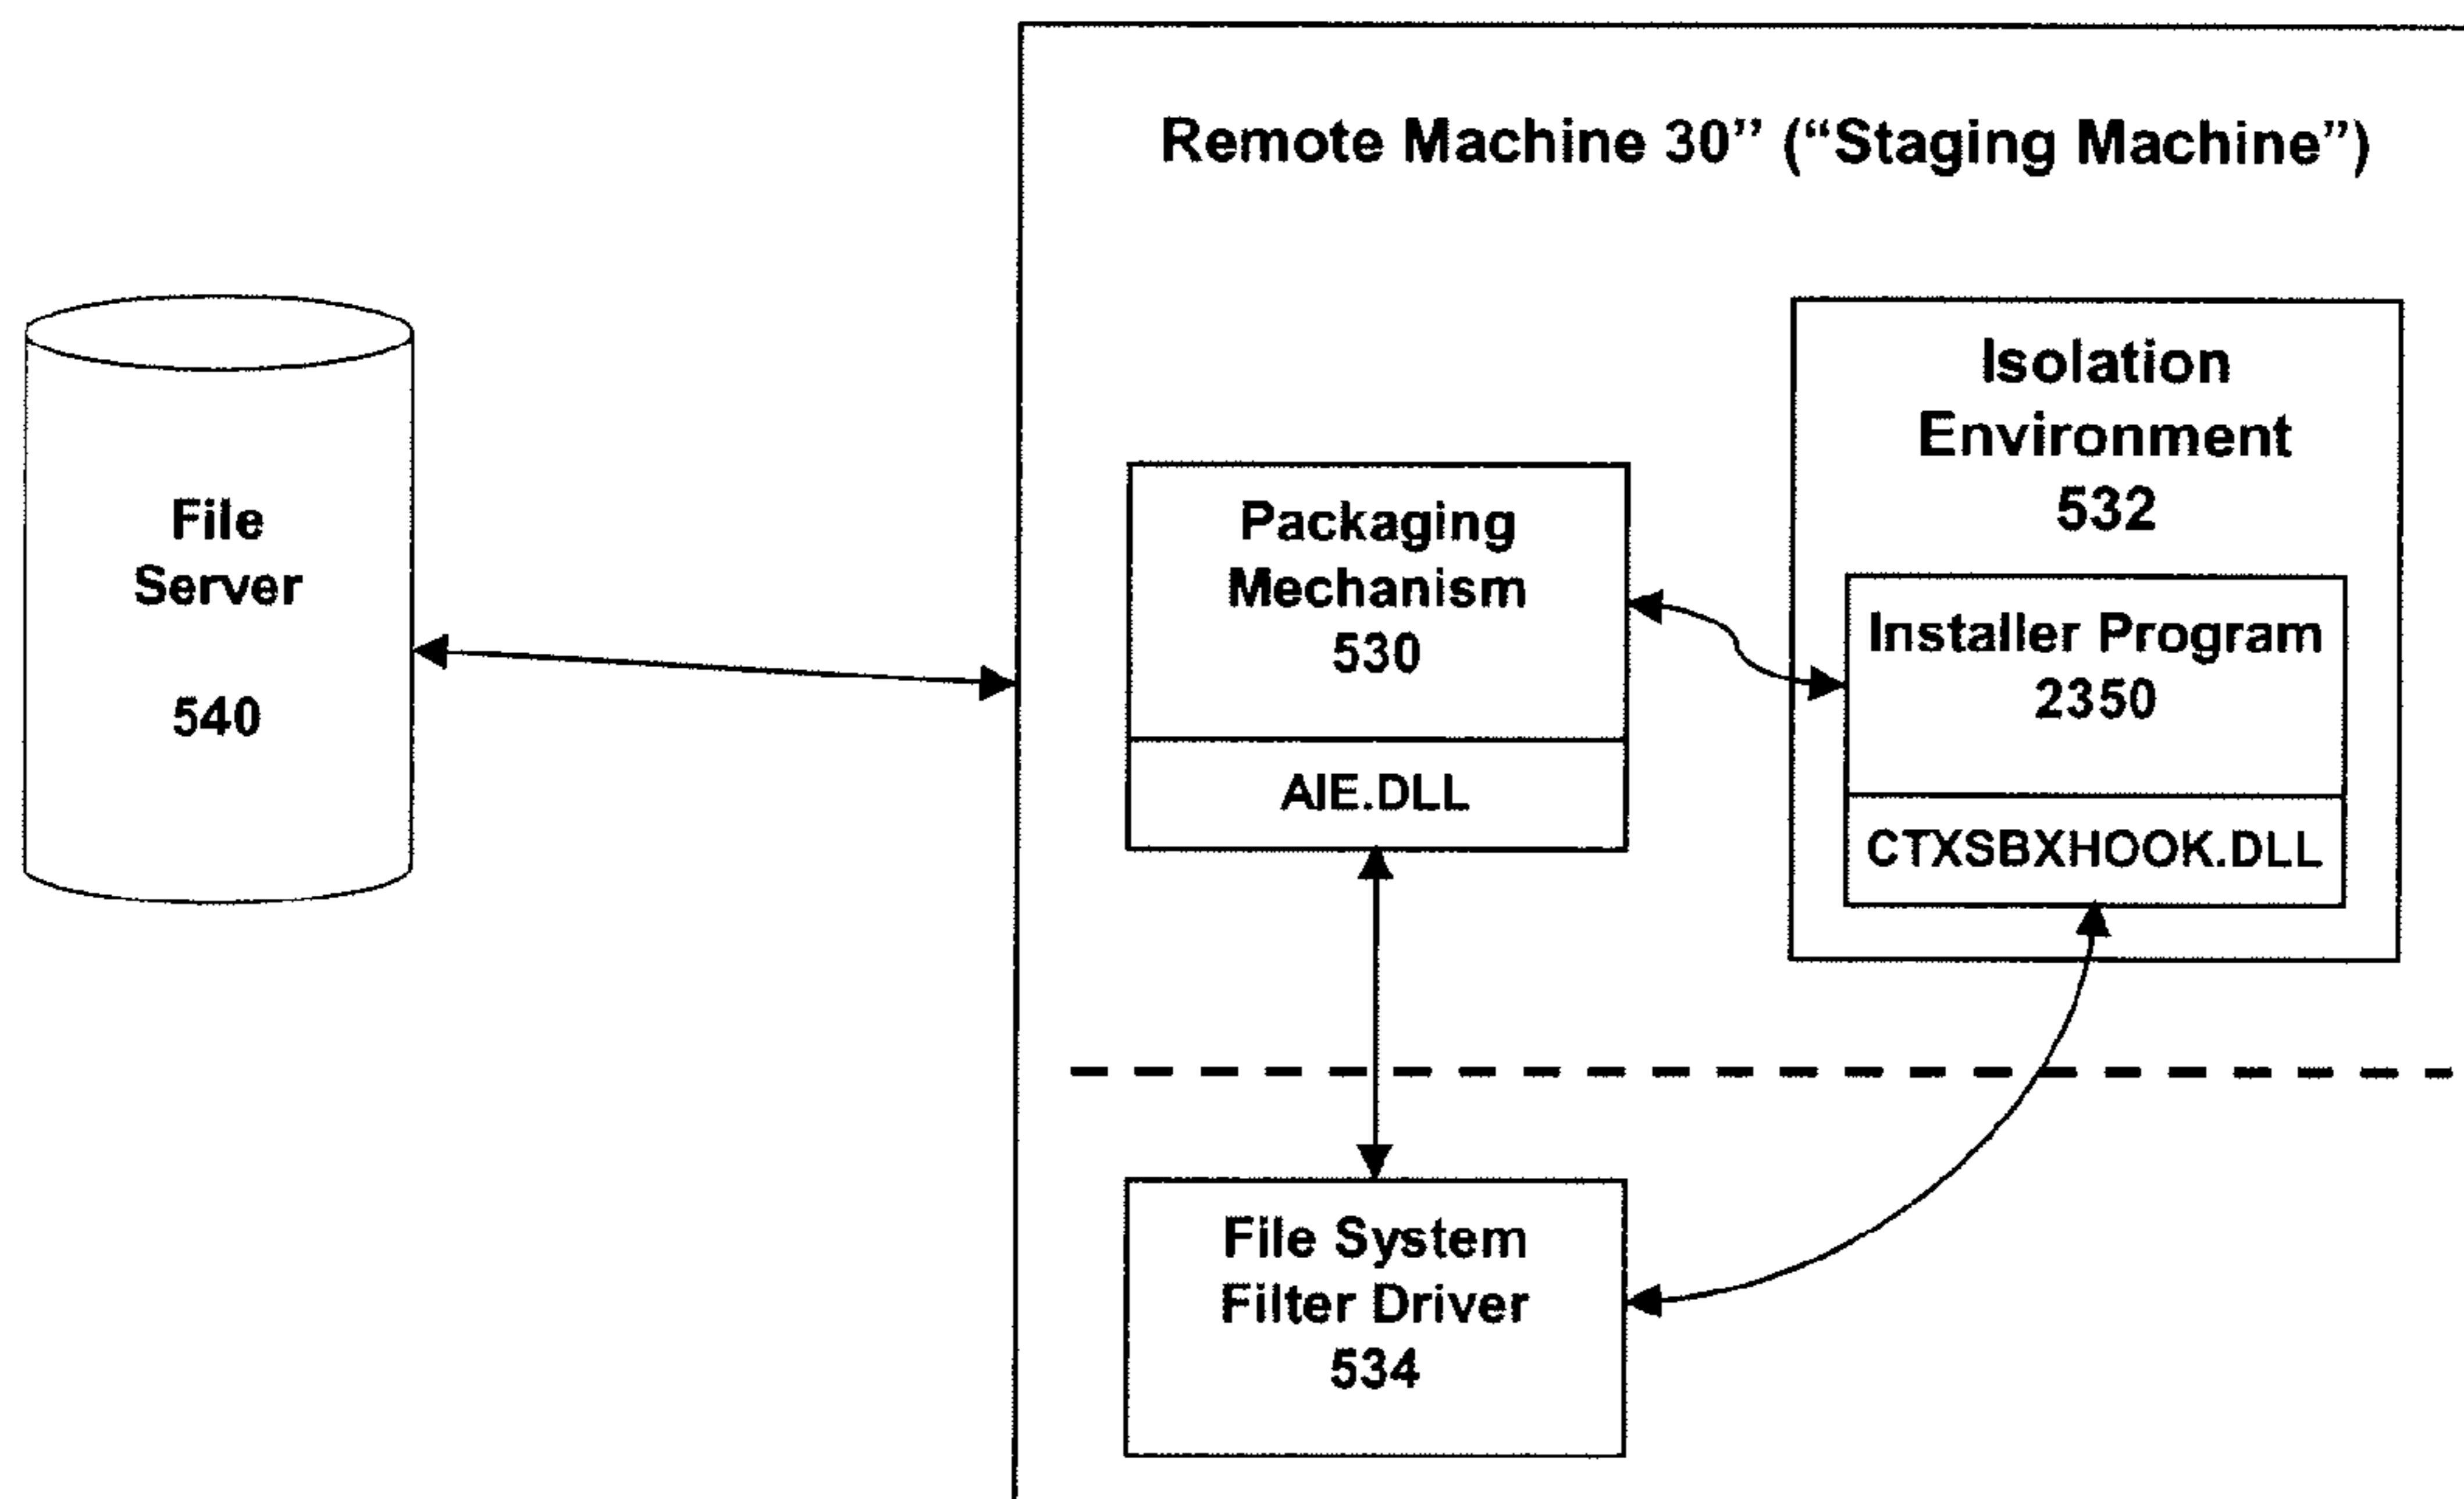 Remote Machine 30” (“Staging Machine”)
File
Server
540
Packaging
Mechanism
530
AIE.DLL
Isolation
Environment
532
Installer Program
2350
CTXSBXHOOK.DLL
File System
Filter Driver
534